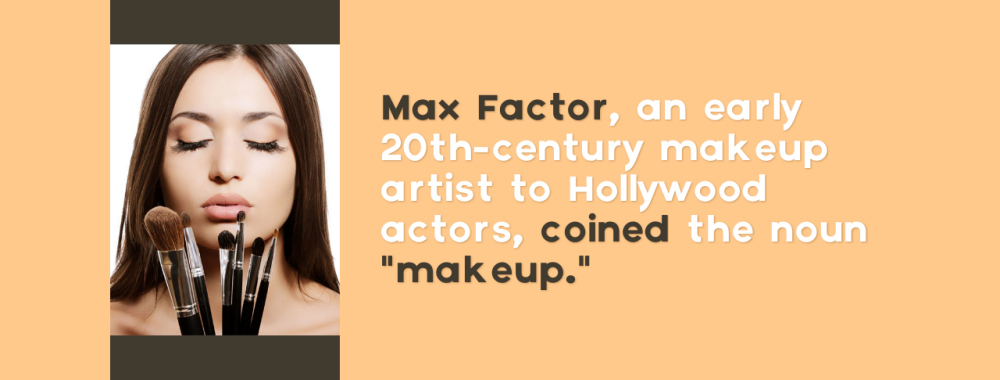 Max Factor, an early
20th-century makeup
artist to Hollywood
actors, coined the noun
"makeup."